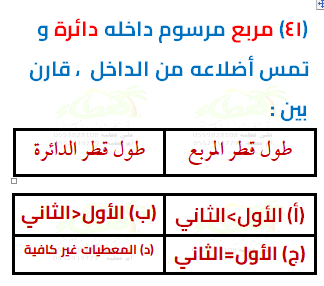 (٤١) مربع مرسوم داخله دائرة و
تمس أضلاعه من الداخل ، قارن
بين :
طول قطر المربع طول قطر الدائرة
(أ) الأول>الثاني (ب) الأول<الثاني
(ج) الأول=الثاني (د) المعطيات غير كافية